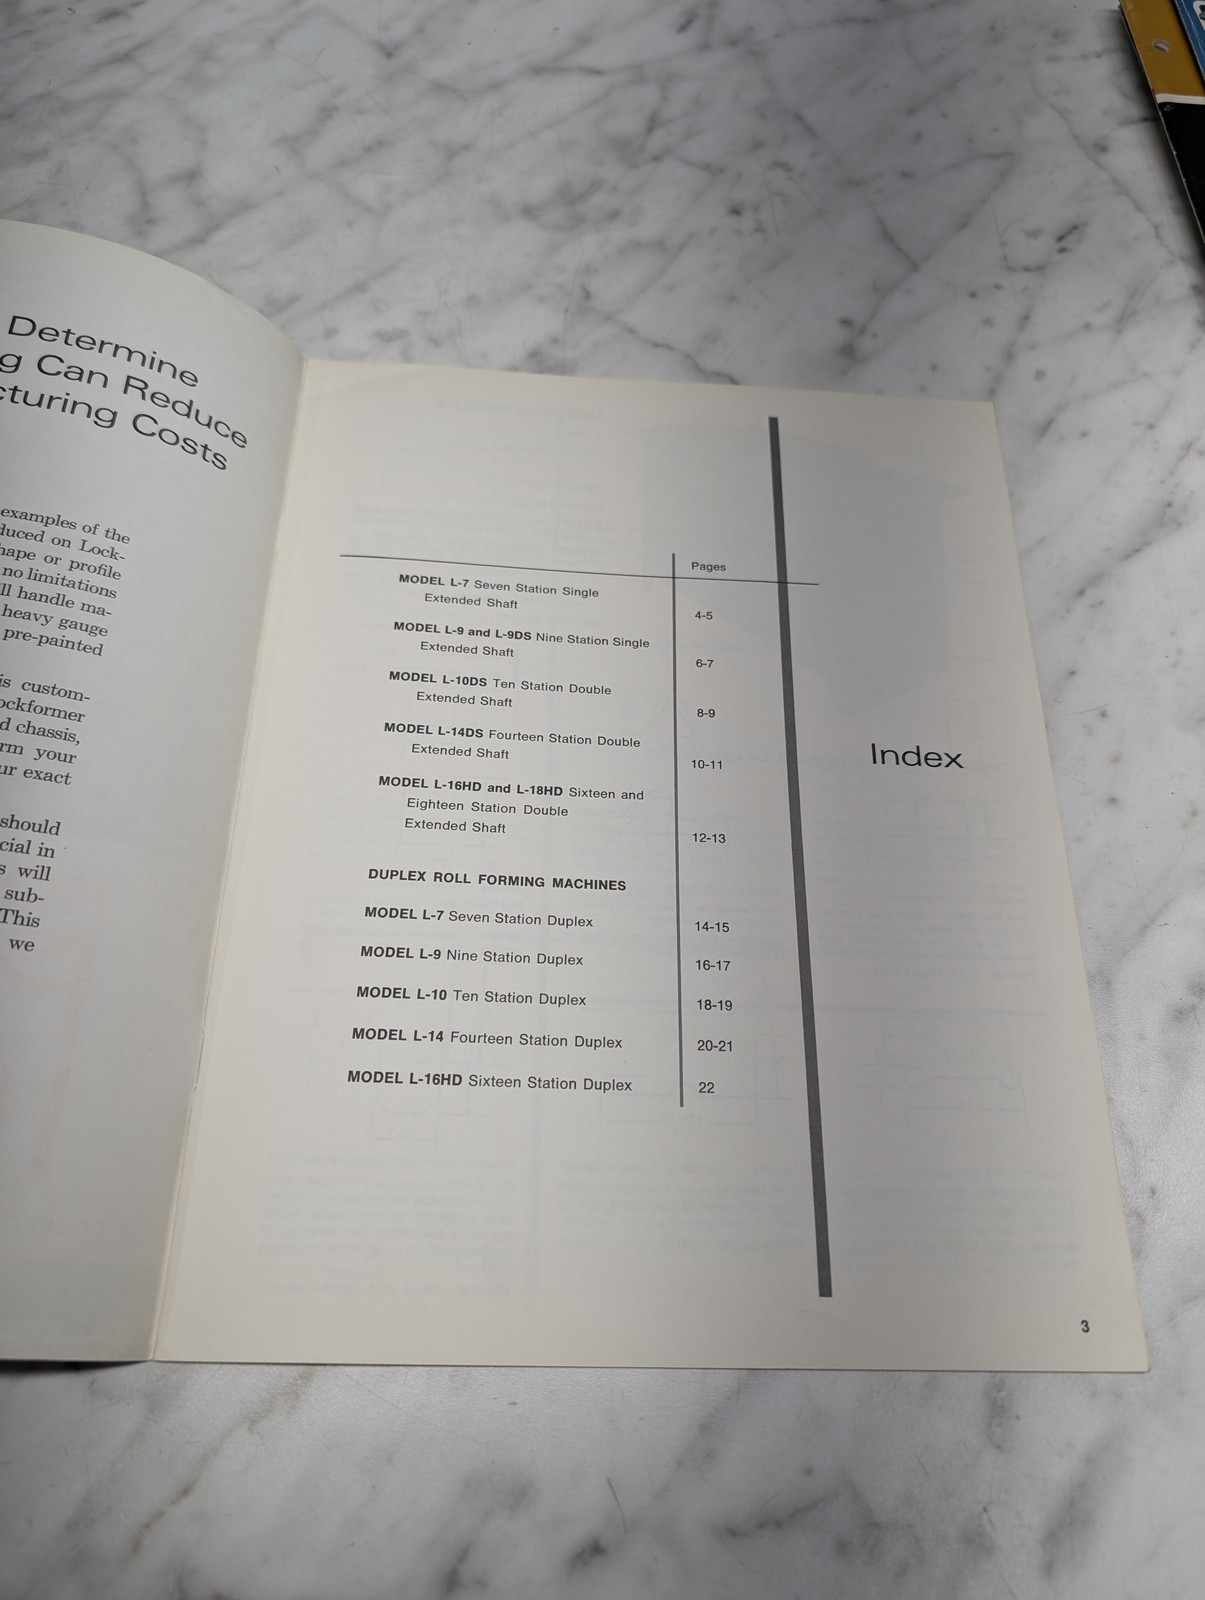 Determine
g Can Reduce
cturing Costs
examples of the
duced on Lock-
hape or profile
no limitations
ll handle ma-
heavy gauge
pre-painted
is custom-
ockformer
d chassis,
rm your
ur exact
should
cial in
s will
sub-
This
we
Pages
MODEL L-7 Seven Station Single
Extended Shaft
4-5
MODEL L-9 and L-9DS Nine Station Single
Extended Shaft
6-7
MODEL L-10DS Ten Station Double
Extended Shaft
8-9
MODEL L-14DS Fourteen Station Double
Extended Shaft
10-11
MODEL L-16HD and L-18HD Sixteen and
Eighteen Station Double
Extended Shaft
12-13
DUPLEX ROLL FORMING MACHINES
MODEL L-7 Seven Station Duplex
14-15
MODEL L-9 Nine Station Duplex
16-17
MODEL L-10 Ten Station Duplex
18-19
MODEL L-14 Fourteen Station Duplex
20-21
MODEL L-16HD Sixteen Station Duplex
22
Index
3